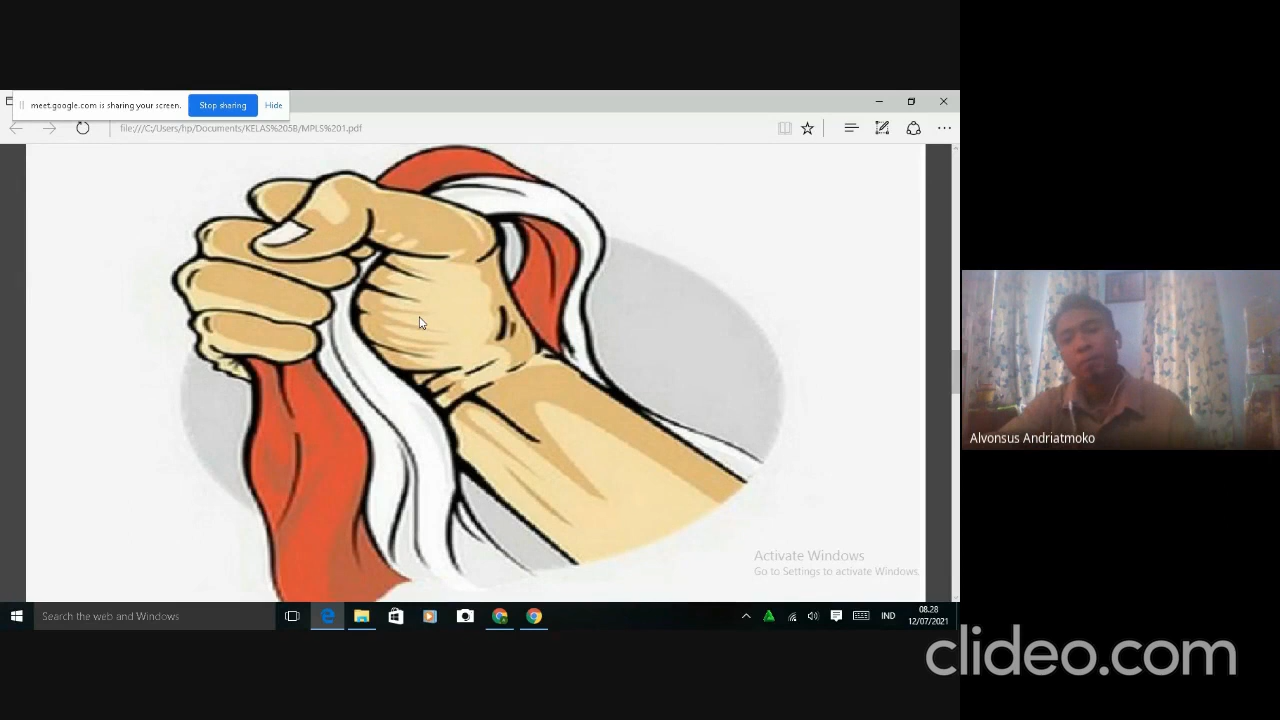 meet.google.com is sharing your screen.
Stop sharing
Hide
file:///C:/Users/hp/Documents/KELAS%205B/MPLS%201.pdf
Alvonsus Andriatmoko
Activate Windows
Go to Settings to activate Windows.
Search the web and Windows
IND
08.28
12/07/2021
clideo.com